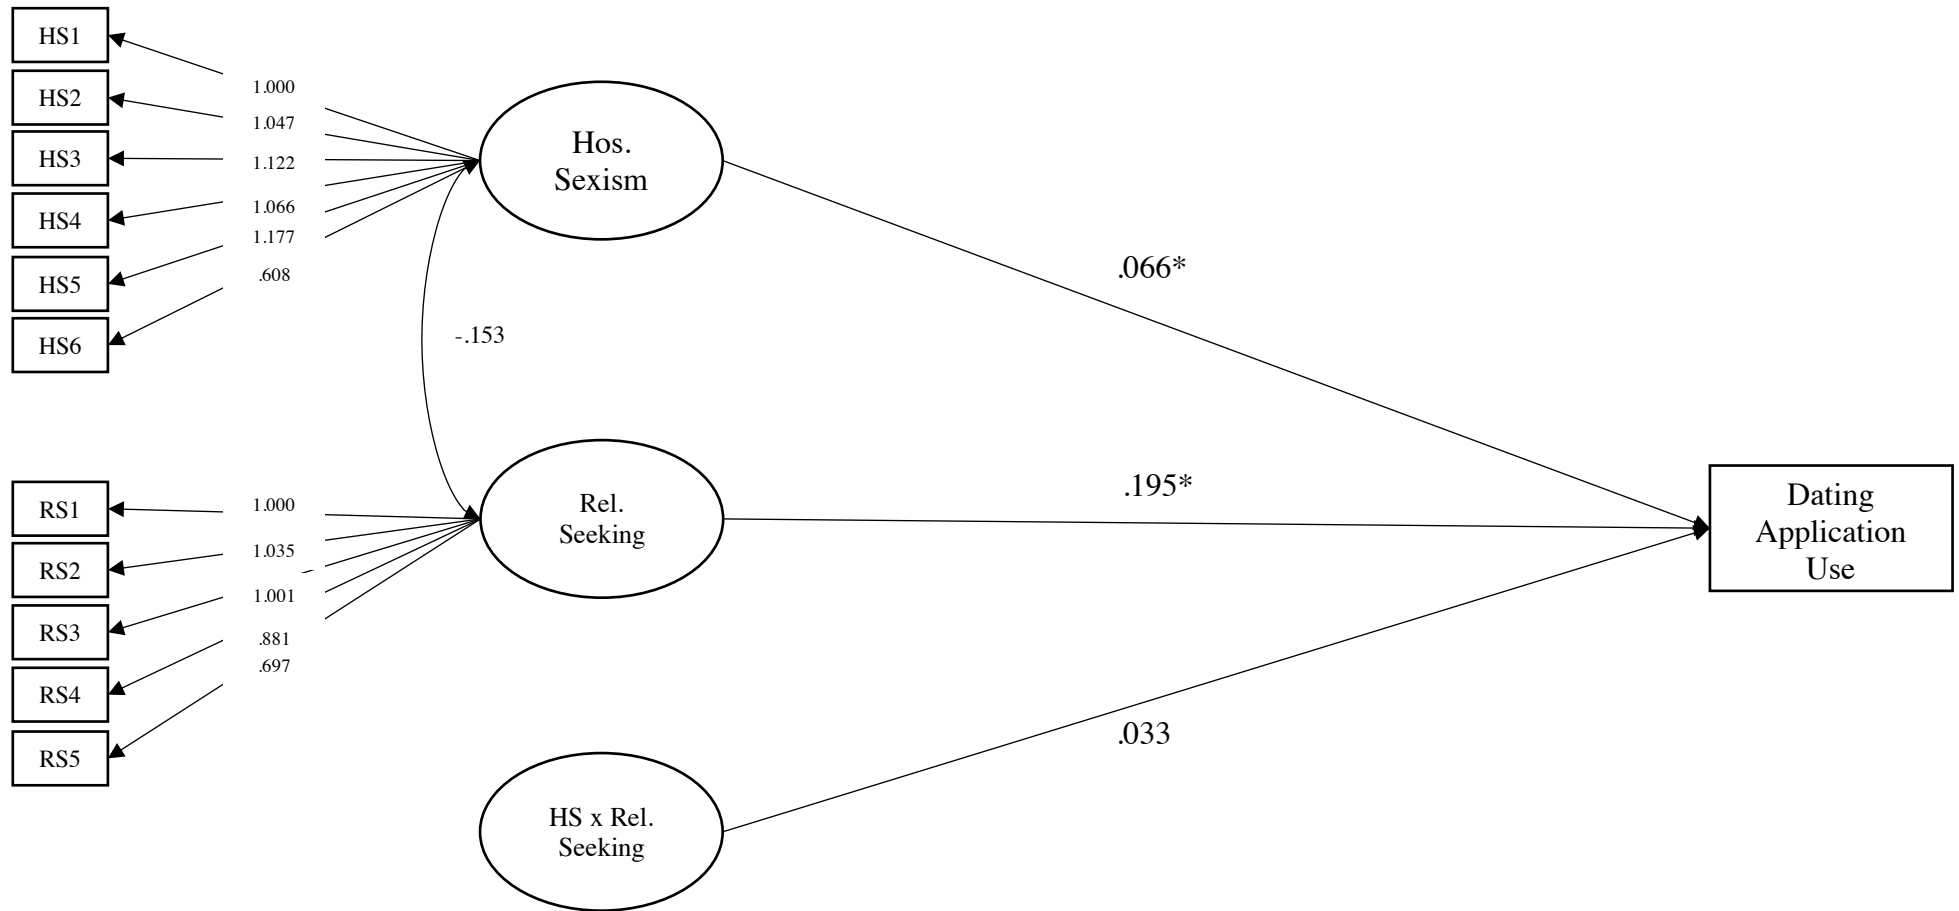 HS1
HS2
HS3
HS4
HS5
HS6
1.000
1.047
1.122
1.066
1.177
.608
Hos.
Sexism
.066*
-.153
RS1
RS2
RS3
RS4
RS5
1.000
1.035
1.001
.881
.697
Rel.
Seeking
.195*
Dating
Application
Use
.033
HS x Rel.
Seeking